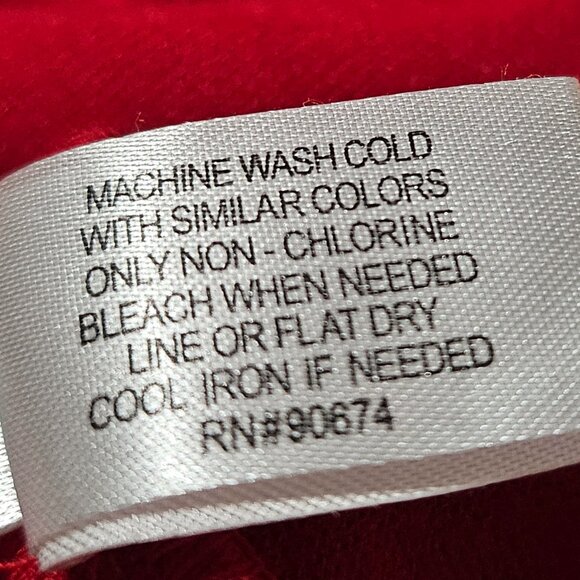 MACHINE WASH COLD
WITH SIMILAR COLORS
ONLY NON - CHLORINE
BLEACH WHEN NEEDED
LINE OR FLAT DRY
COOL IRON IF NEEDED
RN#90674